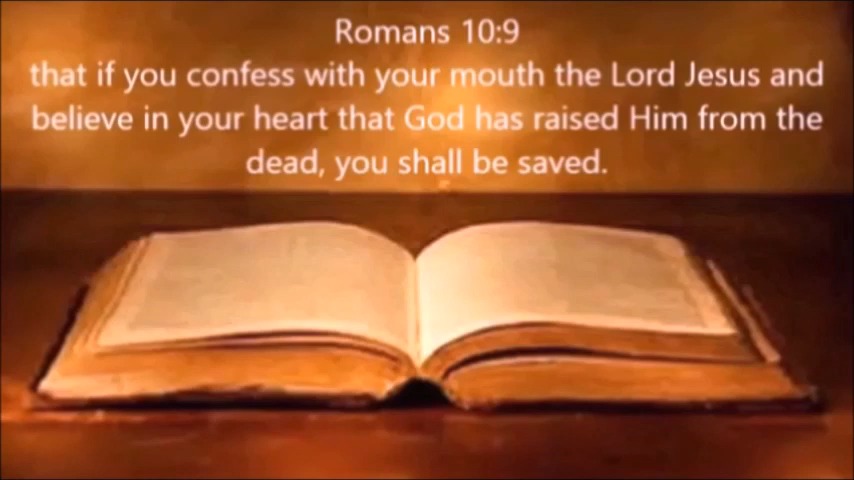 Romans 10:9
that if you confess with your mouth the Lord Jesus and
believe in your heart that God has raised Him from the
dead, you shall be saved.